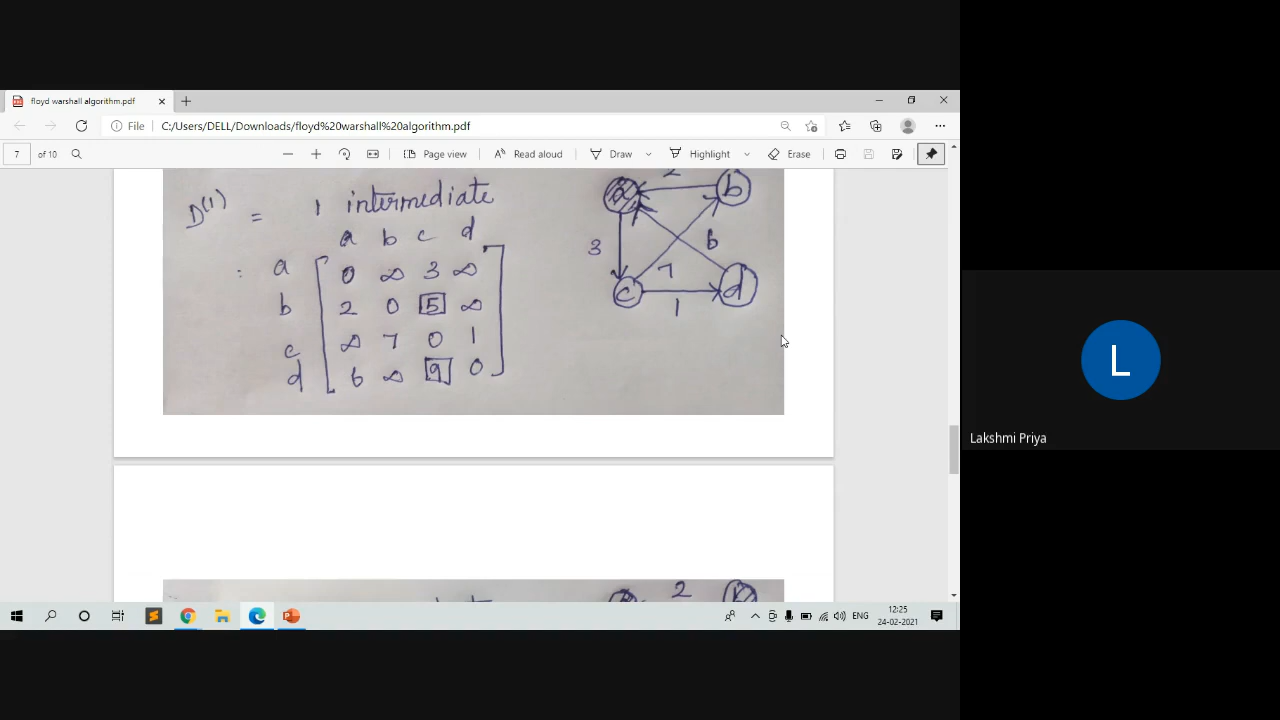 floyd warshall algorithm.pdf
File C:/Users/DELL/Downloads/floyd%20warshall%20algorithm.pdf
7 of 10 Page view Read aloud Draw Highlight Erase
D(1) = 1 intermediate
a b c d
a 0 ∞ 3 ∞
b 2 0 5 ∞
c ∞ 7 0 1
d 6 ∞ 9 0
2
a b
3 6
7
c d
1
L
Lakshmi Priya
2
ENG 12:25
24-02-2021